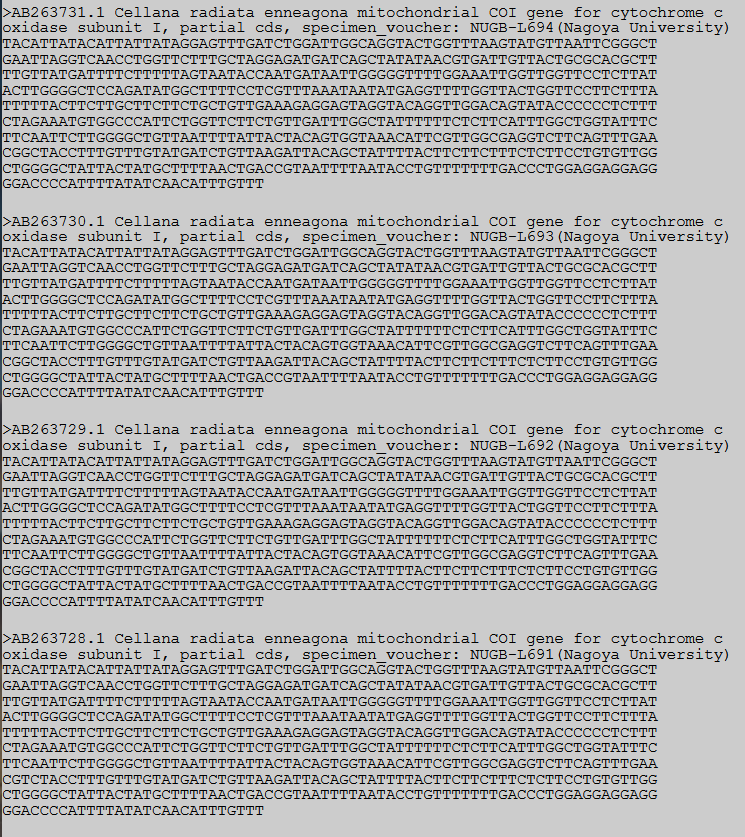 >AB263731.1 Cellana radiata enneagona mitochondrial COI gene for cytochrome c
oxidase subunit I, partial cds, specimen_voucher: NUGB-L694(Nagoya University)
TACATTATACATTATTATAGGAGTTTGATCTGGATTGGCAGGTACTGGTTTAAGTATGTTAATTCGGGCT
GAATTAGGTCAACCTGGTTCTTTGCTAGGAGATGATCAGCTATATAACGTGATTGTTACTGCGCACGCTT
TTGTTATGATTTTCTTTTTAGTAATACCAATGATAATTGGGGGTTTTGGAAATTGGTTGGTTCCTCTTAT
ACTTGGGGCTCCAGATATGGCTTTTCCTCGTTTAAATAATATGAGGTTTTGGTTACTGGTTCCTTCTTTA
TTTTTACTTCTTGCTTCTTCTGCTGTTGAAAGAGGAGTAGGTACAGGTTGGACAGTATACCCCCCTCTTT
CTAGAAATGTGGCCCATTCTGGTTCTTCTGTTGATTTGGCTATTTTTTCTCTTCATTTGGCTGGTATTTC
TTCAATTCTTGGGGCTGTTAATTTTATTACTACAGTGGTAAACATTCGTTGGCGAGGTCTTCAGTTTGAA
CGGCTACCTTTGTTTGTATGATCTGTTAAGATTACAGCTATTTTACTTCTTCTTTCTCTTCCTGTGTTGG
CTGGGGCTATTACTATGCTTTTAACTGACCGTAATTTTAATACCTGTTTTTTTGACCCTGGAGGAGGAGG
GGACCCCATTTTATATCAACATTTGTTT
>AB263730.1 Cellana radiata enneagona mitochondrial COI gene for cytochrome c
oxidase subunit I, partial cds, specimen_voucher: NUGB-L693(Nagoya University)
TACATTATACATTATTATAGGAGTTTGATCTGGATTGGCAGGTACTGGTTTAAGTATGTTAATTCGGGCT
GAATTAGGTCAACCTGGTTCTTTGCTAGGAGATGATCAGCTATATAACGTGATTGTTACTGCGCACGCTT
TTGTTATGATTTTCTTTTTAGTAATACCAATGATAATTGGGGGTTTTGGAAATTGGTTGGTTCCTCTTAT
ACTTGGGGCTCCAGATATGGCTTTTCCTCGTTTAAATAATATGAGGTTTTGGTTACTGGTTCCTTCTTTA
TTTTTACTTCTTGCTTCTTCTGCTGTTGAAAGAGGAGTAGGTACAGGTTGGACAGTATACCCCCCTCTTT
CTAGAAATGTGGCCCATTCTGGTTCTTCTGTTGATTTGGCTATTTTTTCTCTTCATTTGGCTGGTATTTC
TTCAATTCTTGGGGCTGTTAATTTTATTACTACAGTGGTAAACATTCGTTGGCGAGGTCTTCAGTTTGAA
CGGCTACCTTTGTTTGTATGATCTGTTAAGATTACAGCTATTTTACTTCTTCTTTCTCTTCCTGTGTTGG
CTGGGGCTATTACTATGCTTTTAACTGACCGTAATTTTAATACCTGTTTTTTTGACCCTGGAGGAGGAGG
GGACCCCATTTTATATCAACATTTGTTT
>AB263729.1 Cellana radiata enneagona mitochondrial COI gene for cytochrome c
oxidase subunit I, partial cds, specimen_voucher: NUGB-L692(Nagoya University)
TACATTATACATTATTATAGGAGTTTGATCTGGATTGGCAGGTACTGGTTTAAGTATGTTAATTCGGGCT
GAATTAGGTCAACCTGGTTCTTTGCTAGGAGATGATCAGCTATATAACGTGATTGTTACTGCGCACGCTT
TTGTTATGATTTTCTTTTTAGTAATACCAATGATAATTGGGGGTTTTGGAAATTGGTTGGTTCCTCTTAT
ACTTGGGGCTCCAGATATGGCTTTTCCTCGTTTAAATAATATGAGGTTTTGGTTACTGGTTCCTTCTTTA
TTTTTACTTCTTGCTTCTTCTGCTGTTGAAAGAGGAGTAGGTACAGGTTGGACAGTATACCCCCCTCTTT
CTAGAAATGTGGCCCATTCTGGTTCTTCTGTTGATTTGGCTATTTTTTCTCTTCATTTGGCTGGTATTTC
TTCAATTCTTGGGGCTGTTAATTTTATTACTACAGTGGTAAACATTCGTTGGCGAGGTCTTCAGTTTGAA
CGGCTACCTTTGTTTGTATGATCTGTTAAGATTACAGCTATTTTACTTCTTCTTTCTCTTCCTGTGTTGG
CTGGGGCTATTACTATGCTTTTAACTGACCGTAATTTTAATACCTGTTTTTTTGACCCTGGAGGAGGAGG
GGACCCCATTTTATATCAACATTTGTTT
>AB263728.1 Cellana radiata enneagona mitochondrial COI gene for cytochrome c
oxidase subunit I, partial cds, specimen_voucher: NUGB-L691(Nagoya University)
TACATTATACATTATTATAGGAGTTTGATCTGGATTGGCAGGTACTGGTTTAAGTATGTTAATTCGGGCT
GAATTAGGTCAACCTGGTTCTTTGCTAGGAGATGATCAGCTATATAACGTGATTGTTACTGCGCACGCTT
TTGTTATGATTTTCTTTTTAGTAATACCAATGATAATTGGGGGTTTTGGAAATTGGTTGGTTCCTCTTAT
ACTTGGGGCTCCAGATATGGCTTTTCCTCGTTTAAATAATATGAGGTTTTGGTTACTGGTTCCTTCTTTA
TTTTTACTTCTTGCTTCTTCTGCTGTTGAAAGAGGAGTAGGTACAGGTTGGACAGTATACCCCCCTCTTT
CTAGAAATGTGGCCCATTCTGGTTCTTCTGTTGATTTGGCTATTTTTTCTCTTCATTTGGCTGGTATTTC
TTCAATTCTTGGGGCTGTTAATTTTATTACTACAGTGGTAAACATTCGTTGGCGAGGTCTTCAGTTTGAA
CGTCTACCTTTGTTTGTATGATCTGTTAAGATTACAGCTATTTTACTTCTTCTTTCTCTTCCTGTGTTGG
CTGGGGCTATTACTATGCTTTTAACTGACCGTAATTTTAATACCTGTTTTTTTGACCCTGGAGGAGGAGG
GGACCCCATTTTATATCAACATTTGTTT